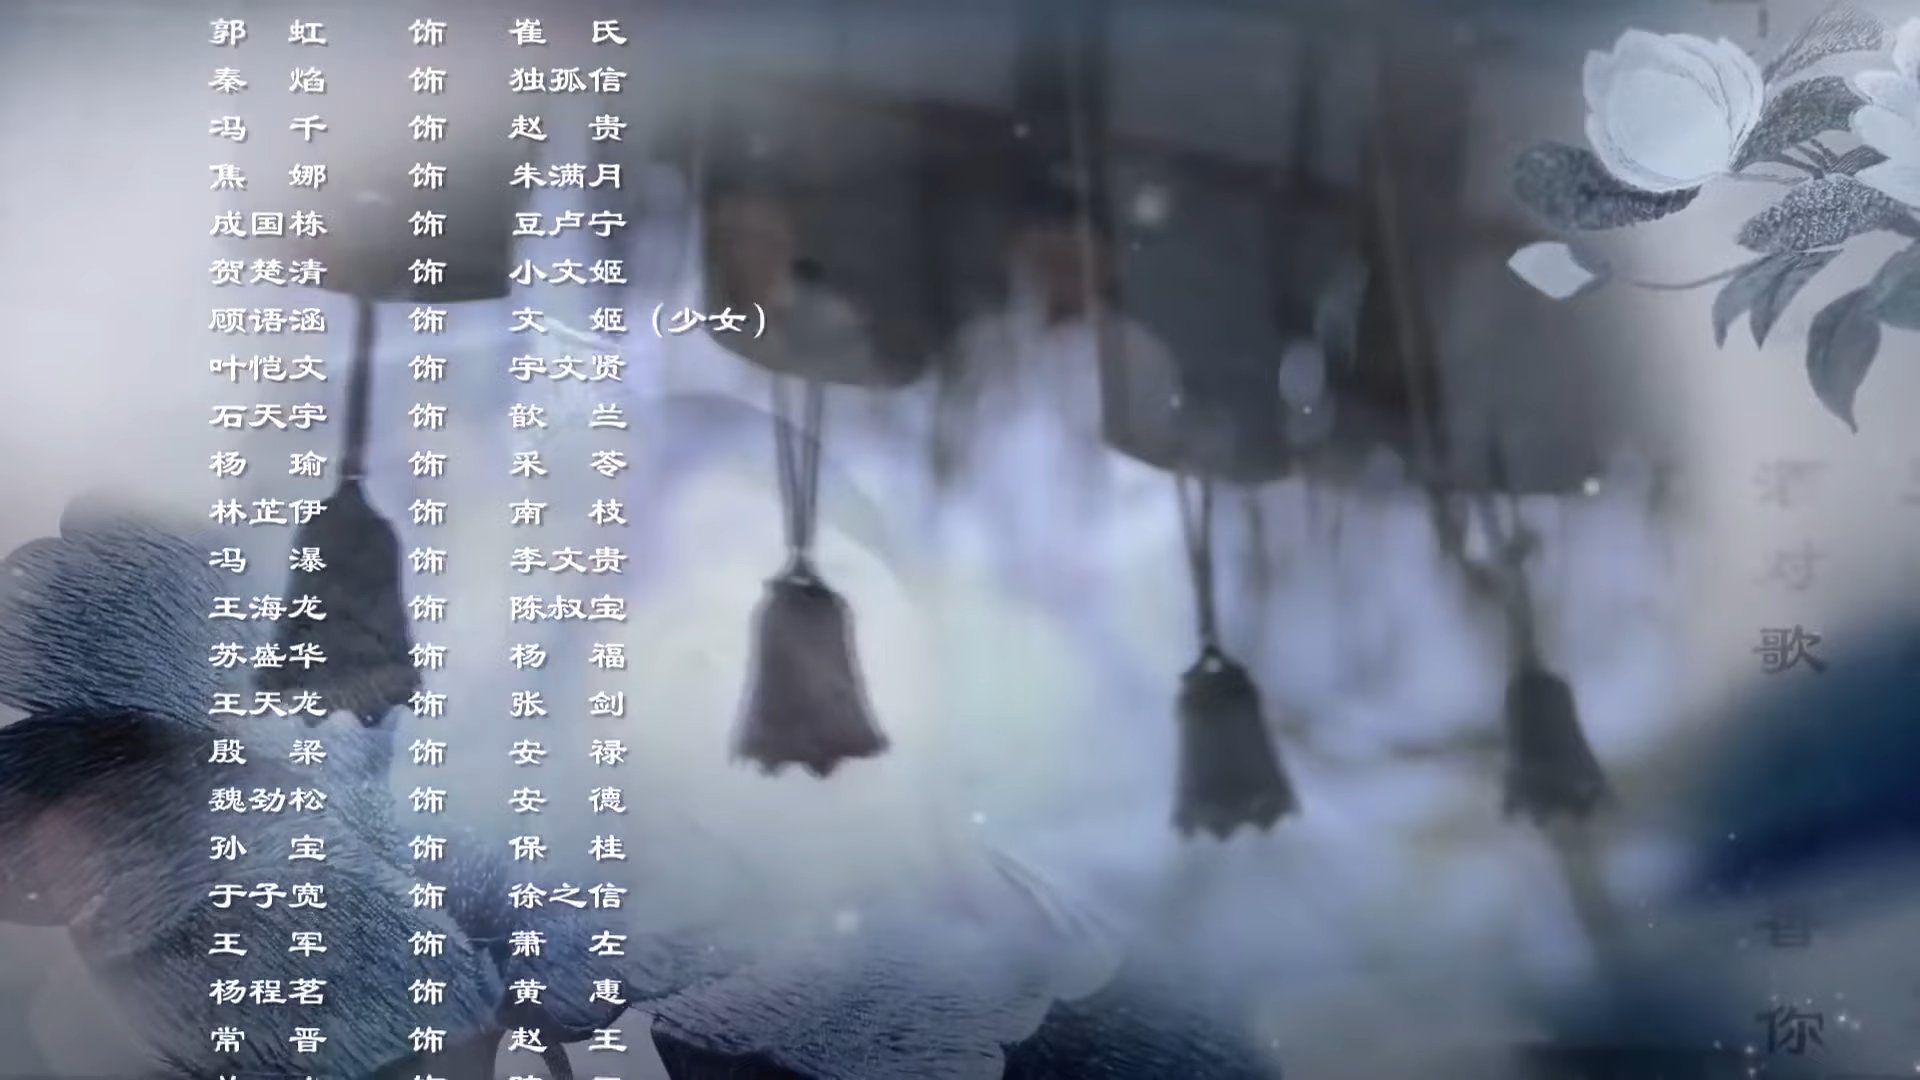 郭虹 饰 崔氏
秦焰 饰 独孤信
冯千 饰 赵贵
焦娜 饰 朱满月
成国栋 饰 豆卢宁
贺楚清 饰 小文姬
顾语涵 饰 文姬（少女）
叶恺文 饰 宇文贤
石天宇 饰 歆兰
杨瑜 饰 采苓
林芷伊 饰 南枝
冯瀑 饰 李文贵
王海龙 饰 陈叔宝
苏盛华 饰 杨福
王天龙 饰 张剑
殷梁 饰 安禄
魏劲松 饰 安德
孙宝 饰 保桂
于子宽 饰 徐之信
王军 饰 萧左
杨程茗 饰 黄惠
常晋 饰 赵王
对
歌
你